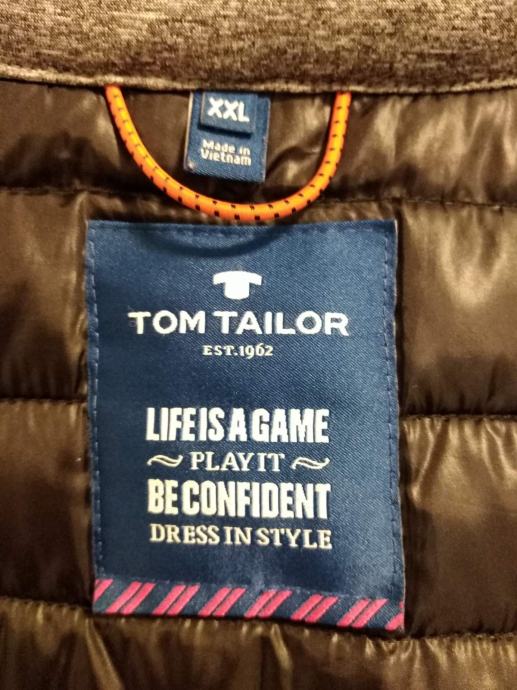 XXL
Made in
Vietnam
TOM TAILOR
EST.1962
LIFE IS A GAME
~ PLAY IT ~
BE CONFIDENT
DRESS IN STYLE